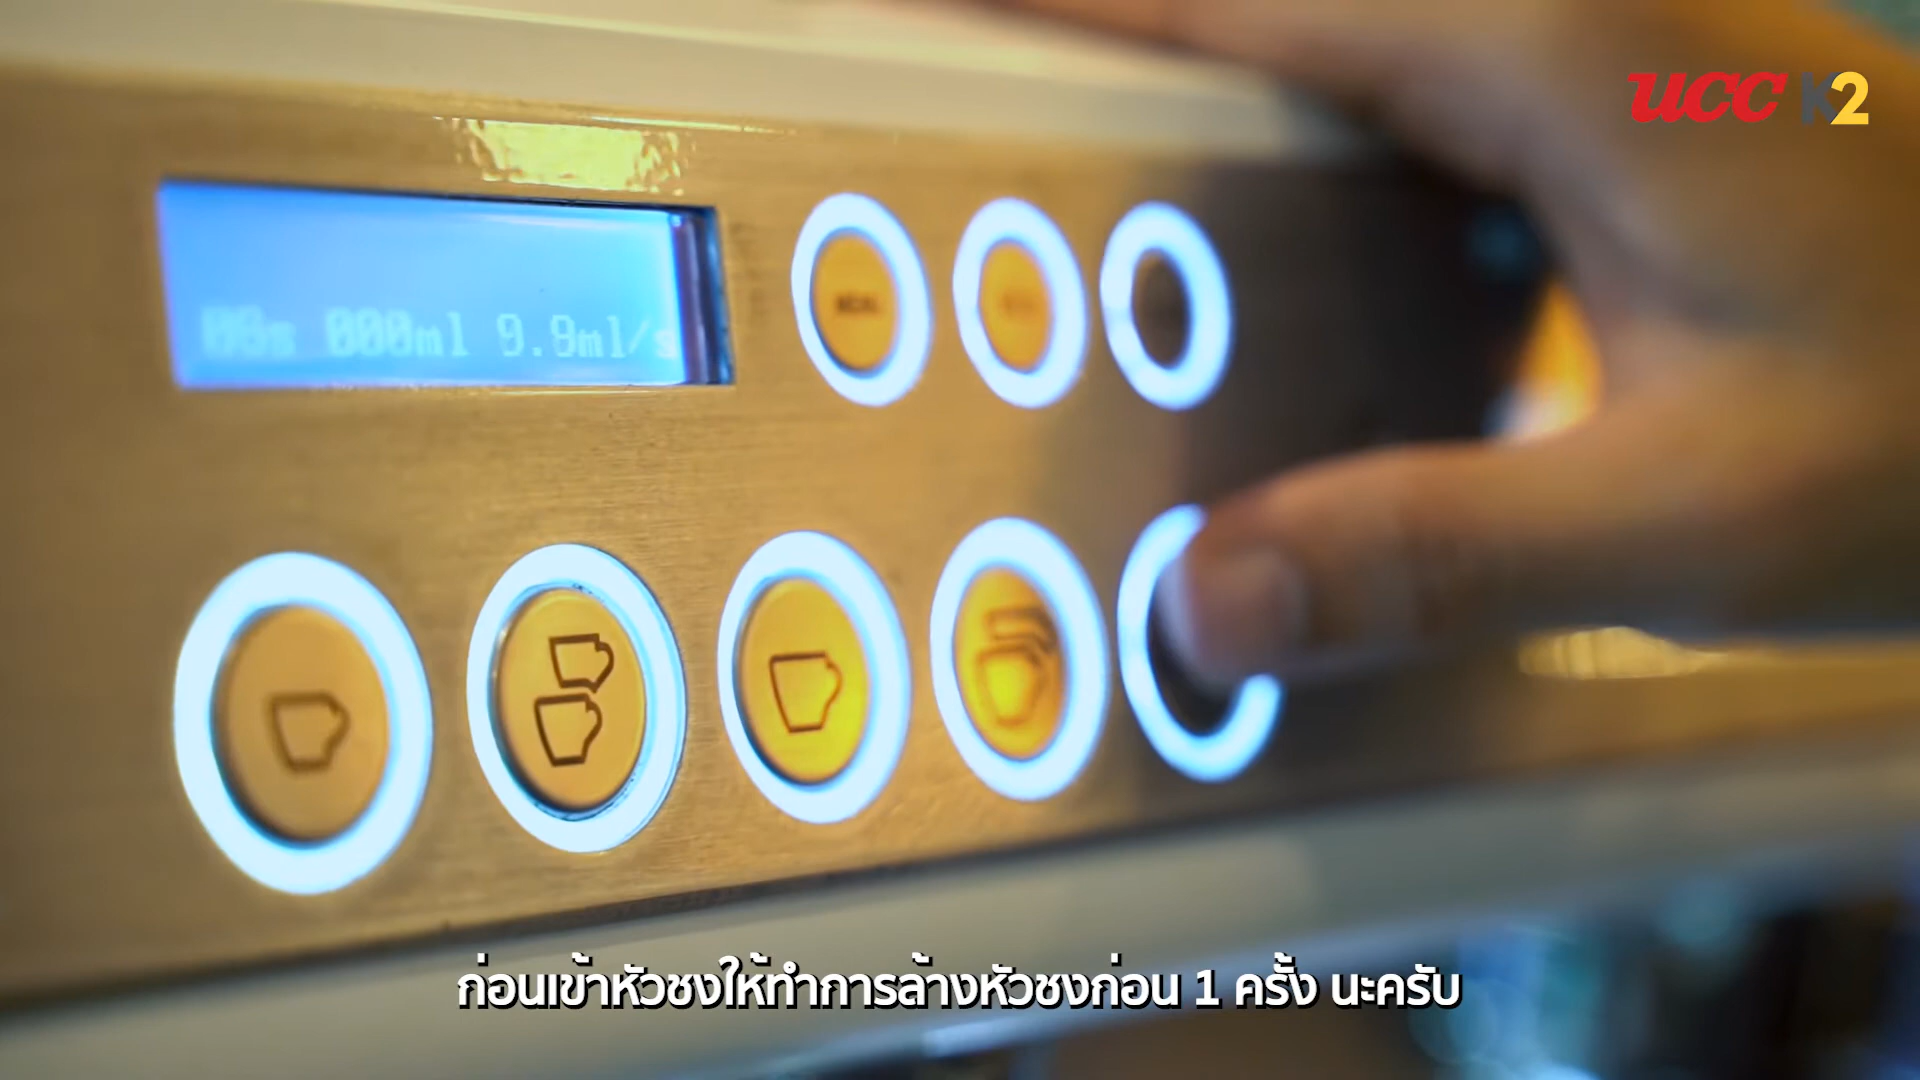 ucc K2
000ml 9.9ml/s
ก่อนเข้าหัวชงให้ทำการล้างหัวชงก่อน 1 ครั้ง นะครับ